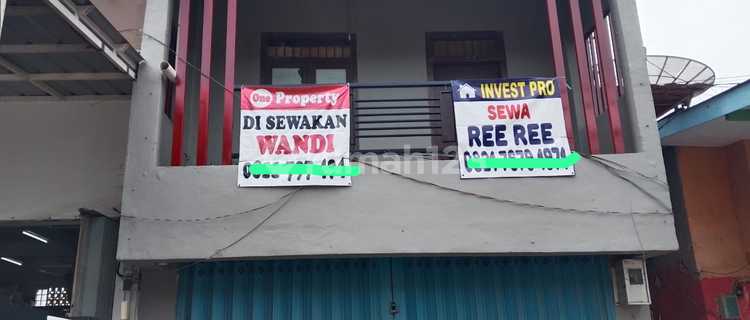 One Property
DI SEWAKAN
WANDI
INVEST PRO
SEWA
REE REE